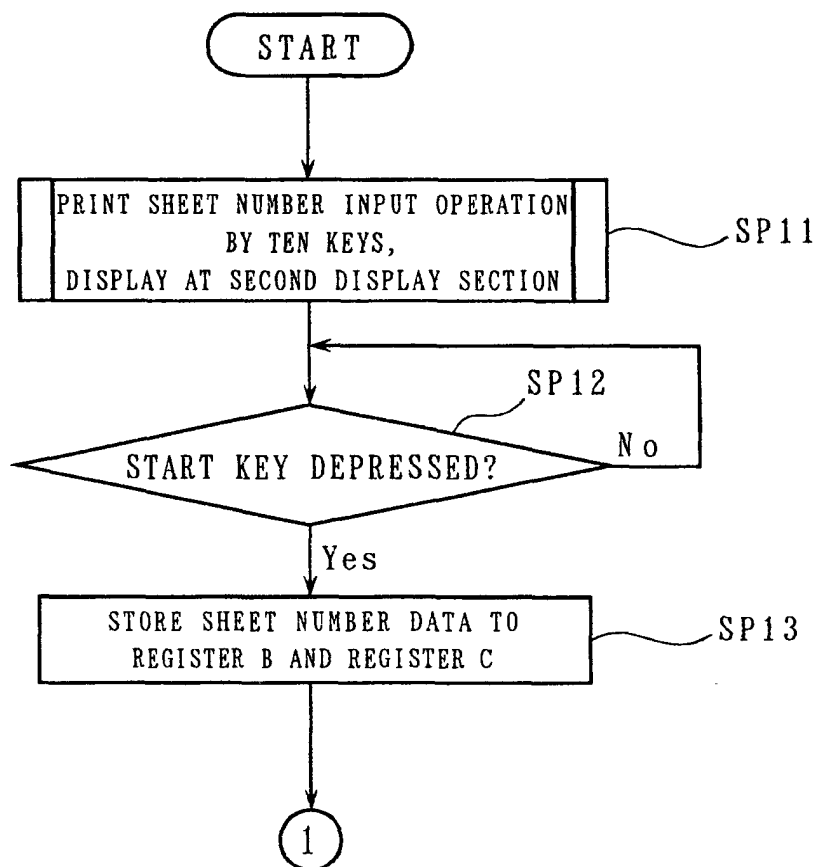 START
PRINT SHEET NUMBER INPUT OPERATION
BY TEN KEYS,
DISPLAY AT SECOND DISPLAY SECTION
SP11
SP12
START KEY DEPRESSED?
No
Yes
STORE SHEET NUMBER DATA TO
REGISTER B AND REGISTER C
SP13
1